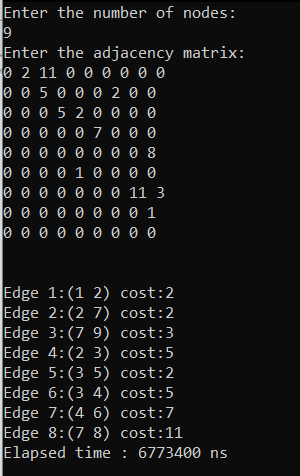 Enter the number of nodes:
9
Enter the adjacency matrix:
0 2 11 0 0 0 0 0 0
0 0 5 0 0 0 2 0 0
0 0 0 5 2 0 0 0 0
0 0 0 0 0 7 0 0 0
0 0 0 0 0 0 0 0 8
0 0 0 0 1 0 0 0 0
0 0 0 0 0 0 0 11 3
0 0 0 0 0 0 0 0 1
0 0 0 0 0 0 0 0 0
Edge 1:(1 2) cost:2
Edge 2:(2 7) cost:2
Edge 3:(7 9) cost:3
Edge 4:(2 3) cost:5
Edge 5:(3 5) cost:2
Edge 6:(3 4) cost:5
Edge 7:(4 6) cost:7
Edge 8:(7 8) cost:11
Elapsed time : 6773400 ns